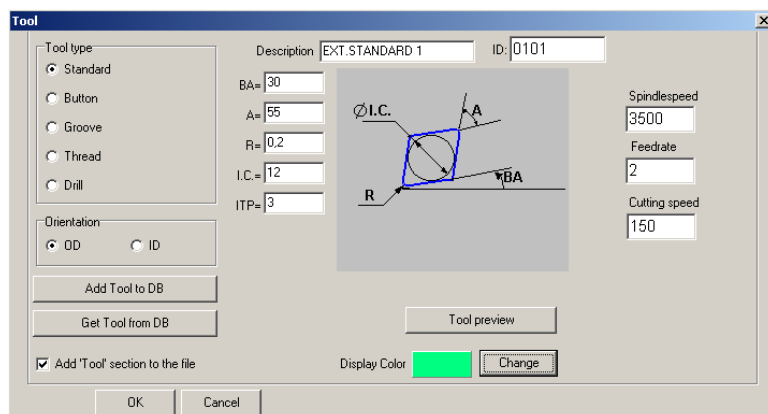 Tool
Tool type
Standard
Button
Groove
Thread
Drill
Orientation
OD
ID
Add Tool to DB
Get Tool from DB
Add 'Tool' section to the file
Description EXT.STANDARD 1
ID: 0101
BA= 30
A= 55
R= 0,2
I.C.= 12
ITP= 3
∅I.C.
A
BA
R
Spindlespeed
3500
Feedrate
2
Cutting speed
150
Tool preview
Display Color
Change
OK
Cancel